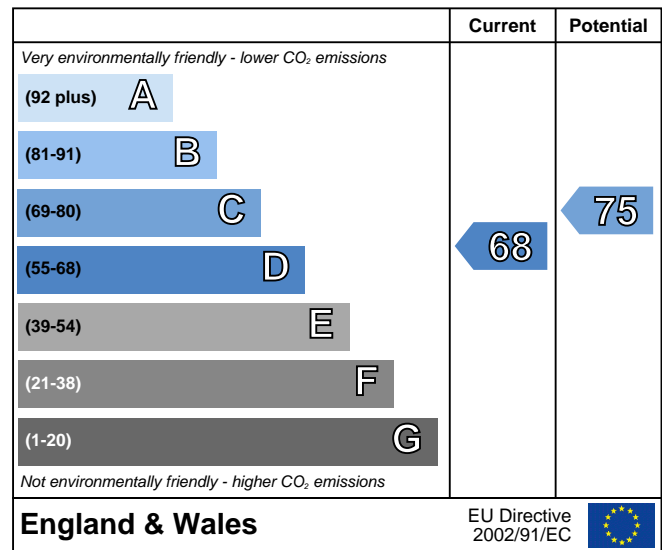 Current Potential
Very environmentally friendly - lower CO₂ emissions
(92 plus) A
(81-91) B
(69-80) C
75
(55-68) D
68
(39-54) E
(21-38) F
(1-20) G
Not environmentally friendly - higher CO₂ emissions
England & Wales
EU Directive
2002/91/EC